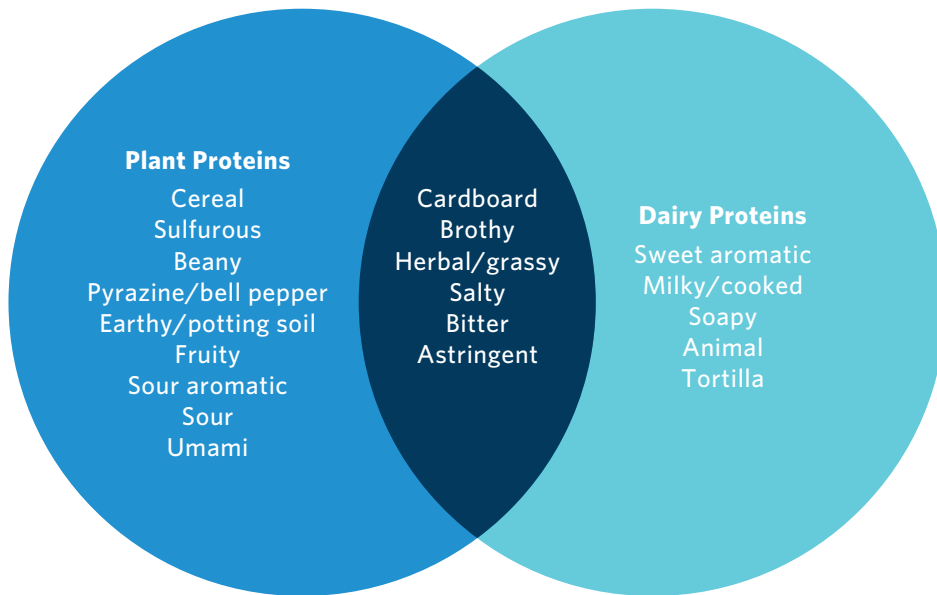 Plant Proteins
Cereal
Sulfurous
Beany
Pyrazine/bell pepper
Earthy/potting soil
Fruity
Sour aromatic
Sour
Umami
Cardboard
Brothy
Herbal/grassy
Salty
Bitter
Astringent
Dairy Proteins
Sweet aromatic
Milky/cooked
Soapy
Animal
Tortilla